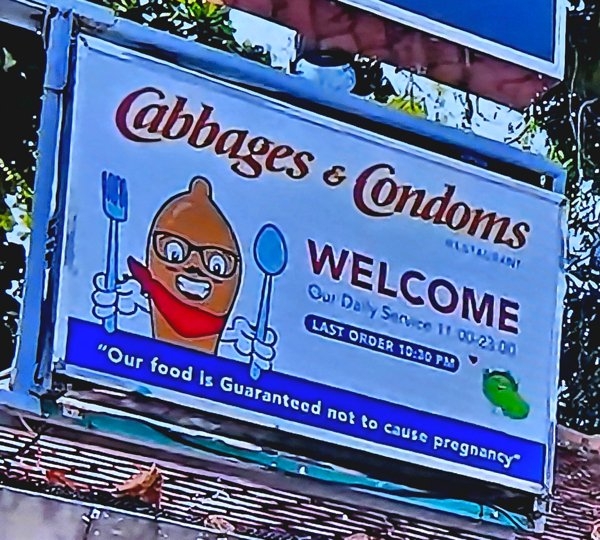 Cabbages & Condoms
RESTAURANT
WELCOME
Our Daily Service 11.00-23.00
LAST ORDER 10:30 PM
"Our food is Guaranteed not to cause pregnancy"